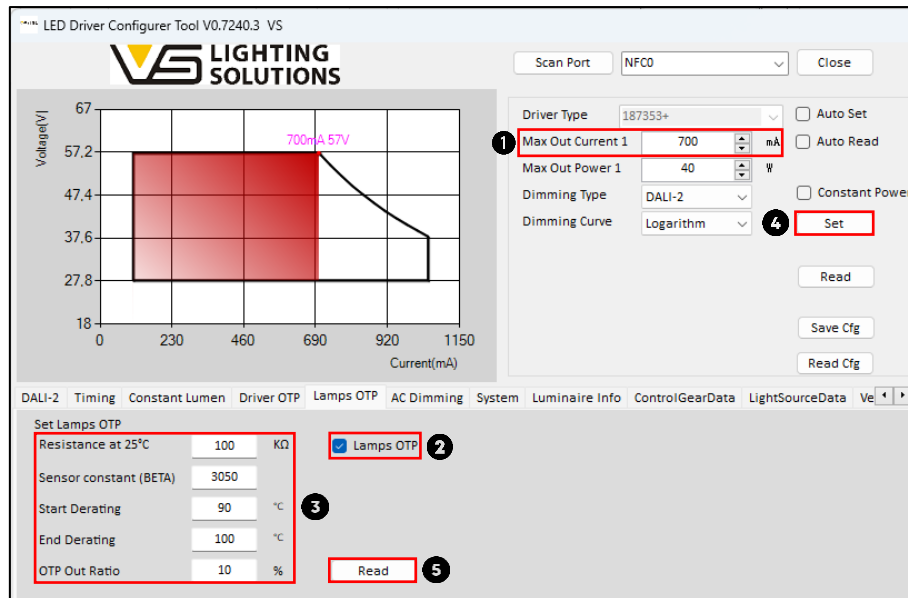 LED Driver Configurer Tool V0.7240.3 VS
VS LIGHTING
SOLUTIONS
Scan Port NFC0 Close
Voltage[V]
67
57.2
47.4
37.6
27.8
18
700mA 57V
0 230 460 690 920 1150
Current(mA)
Driver Type 187353+ Auto Set
1 Max Out Current 1 700 mA Auto Read
Max Out Power 1 40 W
Dimming Type DALI-2 Constant Power
Dimming Curve Logarithm 4 Set
Read
Save Cfg
Read Cfg
DALI-2 Timing Constant Lumen Driver OTP Lamps OTP AC Dimming System Luminaire Info ControlGearData LightSourceData Ve
Set Lamps OTP
Resistance at 25°C 100 KΩ Lamps OTP 2
Sensor constant (BETA) 3050
Start Derating 90 °C 3
End Derating 100 °C
OTP Out Ratio 10 % Read 5